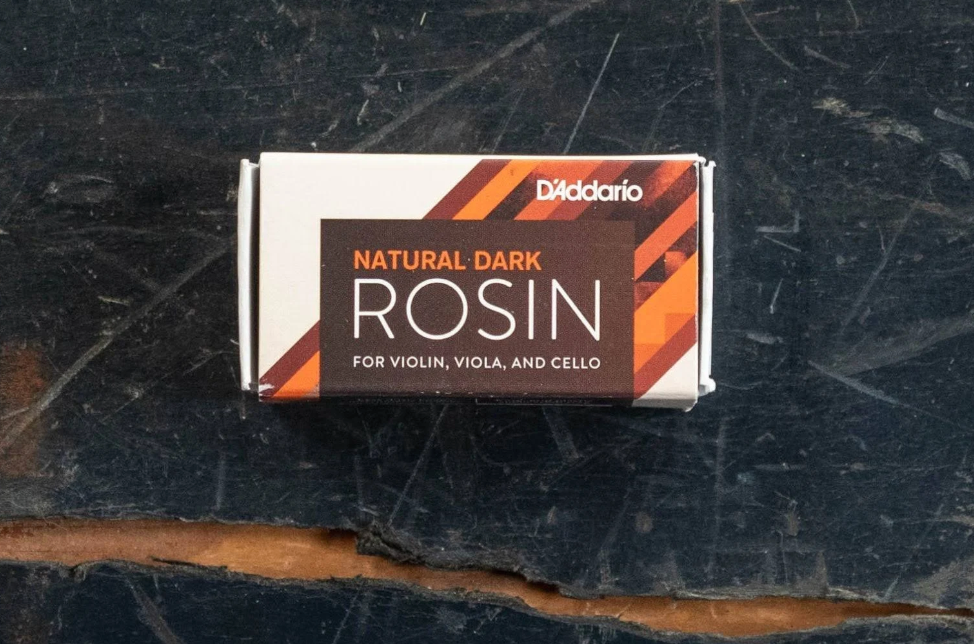 D'Addario
NATURAL DARK
ROSIN
FOR VIOLIN, VIOLA, AND CELLO